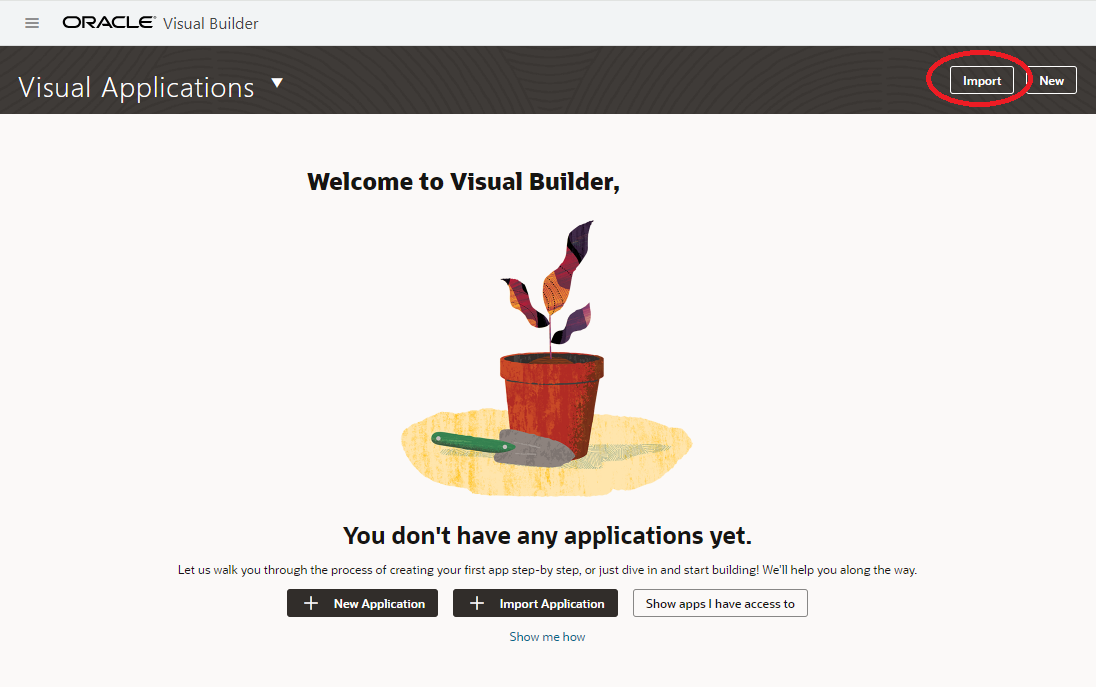 ORACLE® Visual Builder
Visual Applications
Import
New
Welcome to Visual Builder,
You don't have any applications yet.
Let us walk you through the process of creating your first app step-by step, or just dive in and start building! We'll help you along the way.
New Application
Import Application
Show apps I have access to
Show me how